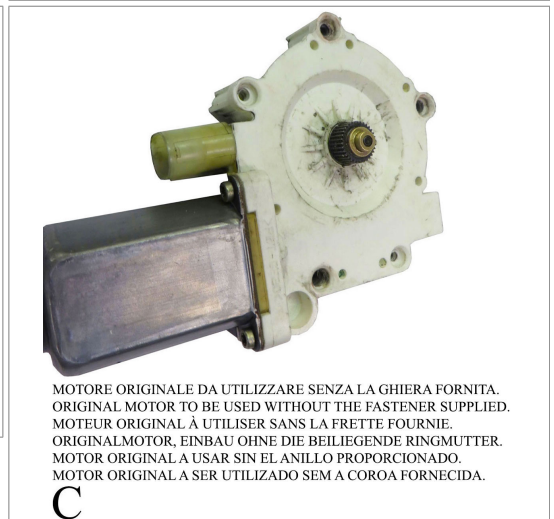 MOTORE ORIGINALE DA UTILIZZARE SENZA LA GHIERA FORNITA.
ORIGINAL MOTOR TO BE USED WITHOUT THE FASTENER SUPPLIED.
MOTEUR ORIGINAL À UTILISER SANS LA FRETTE FOURNIE.
ORIGINALMOTOR, EINBAU OHNE DIE BEILIEGENDE RINGMUTTER.
MOTOR ORIGINAL A USAR SIN EL ANILLO PROPORCIONADO.
MOTOR ORIGINAL A SER UTILIZADO SEM A COROA FORNECIDA.
C